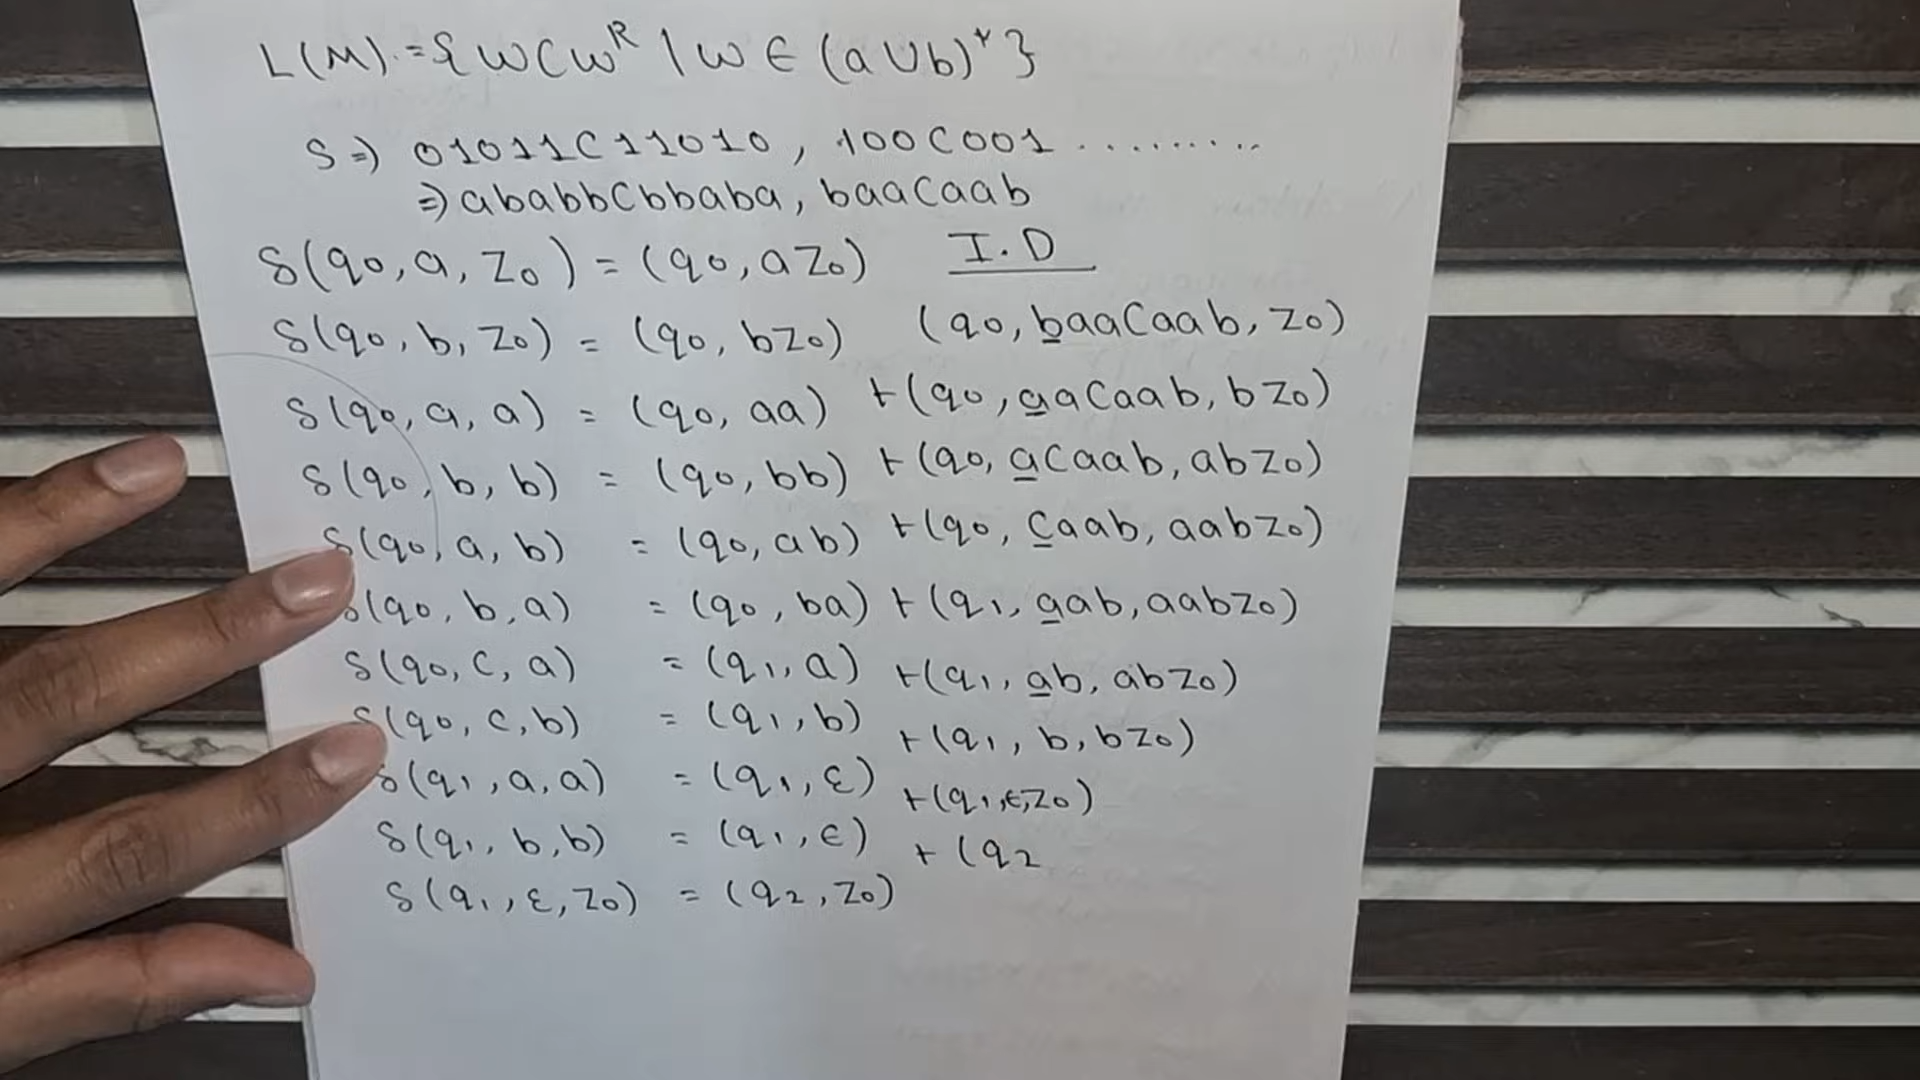 L(M) = { wCw^R | w ∈ (a ∪ b)^+ }
S ⇒ 01011C11010, 100C001 .........
⇒ ababbCbbaba, baaCaab
δ(q0, a, Z0) = (q0, aZ0)
δ(q0, b, Z0) = (q0, bZ0)
δ(q0, a, a) = (q0, aa)
δ(q0, b, b) = (q0, bb)
δ(q0, a, b) = (q0, ab)
δ(q0, b, a) = (q0, ba)
δ(q0, C, a) = (q1, a)
δ(q0, C, b) = (q1, b)
δ(q1, a, a) = (q1, ε)
δ(q1, b, b) = (q1, ε)
δ(q1, ε, Z0) = (q2, Z0)
I.D
(q0, baaCaab, Z0)
⊢(q0, aaCaab, bZ0)
⊢(q0, aCaab, abZ0)
⊢(q0, Caab, aabZ0)
⊢(q1, aab, aabZ0)
⊢(q1, ab, abZ0)
⊢(q1, b, bZ0)
⊢(q1, ε, Z0)
⊢(q2